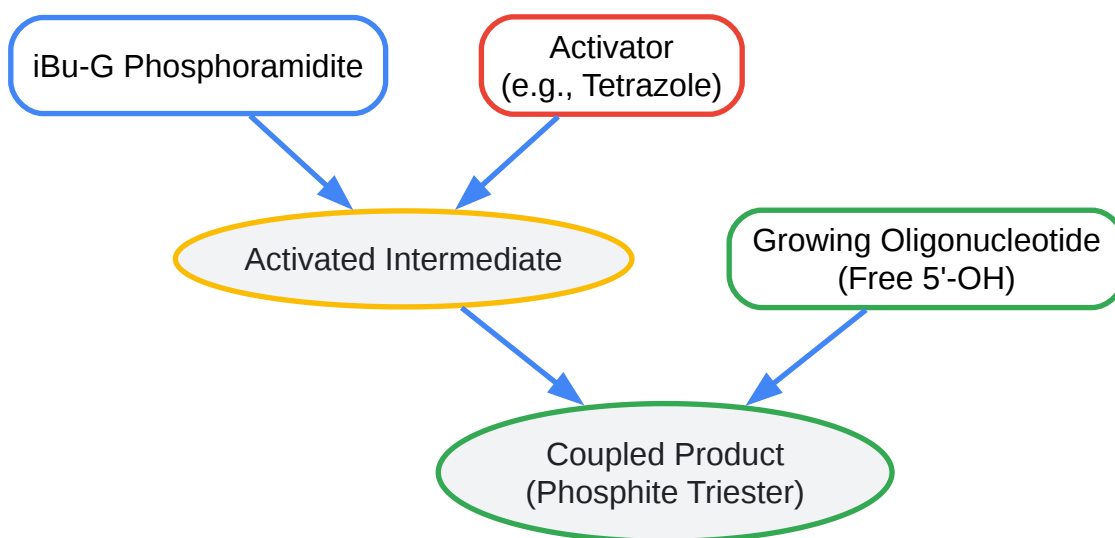 iBu-G Phosphoramidite
Activator
(e.g., Tetrazole)
Activated Intermediate
Growing Oligonucleotide
(Free 5'-OH)
Coupled Product
(Phosphite Triester)